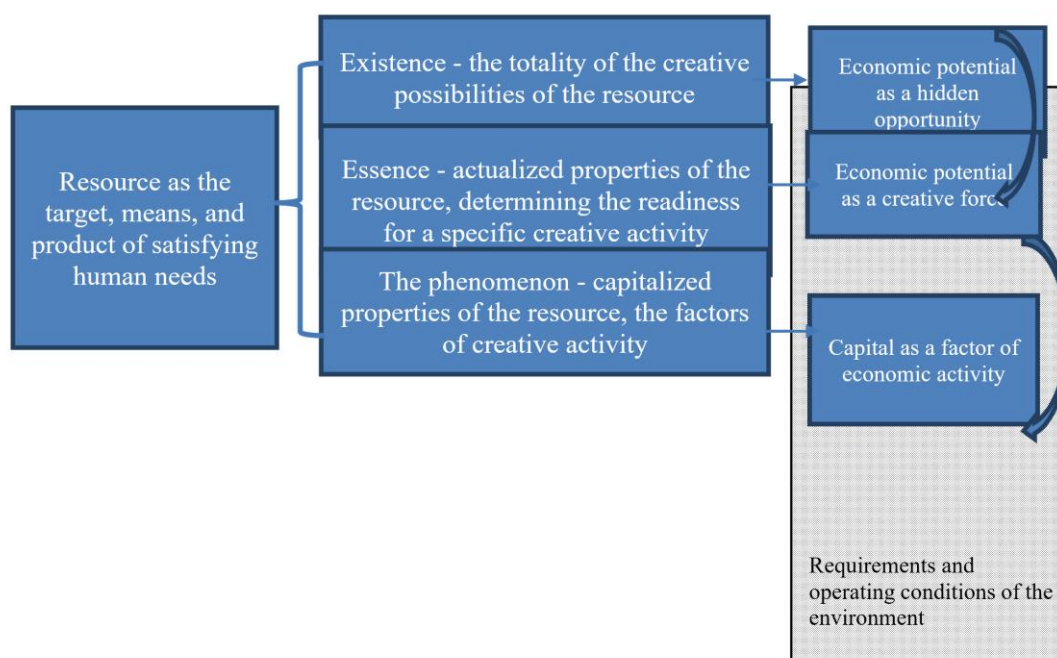 Resource as the
target, means, and
product of satisfying
human needs
Existence - the totality of the creative
possibilities of the resource
Essence - actualized properties of the
resource, determining the readiness
for a specific creative activity
The phenomenon - capitalized
properties of the resource, the factors
of creative activity
Economic potential
as a hidden
opportunity
Economic potential
as a creative force
Capital as a factor of
economic activity
Requirements and
operating conditions of the
environment